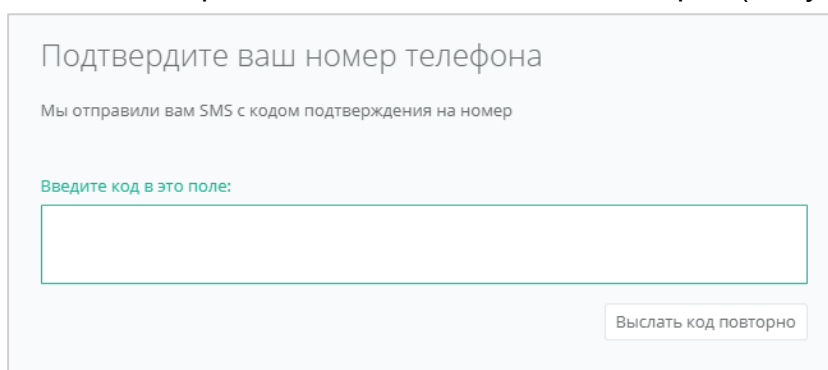 Подтвердите ваш номер телефона
Мы отправили вам SMS с кодом подтверждения на номер
Введите код в это поле:
Выслать код повторно